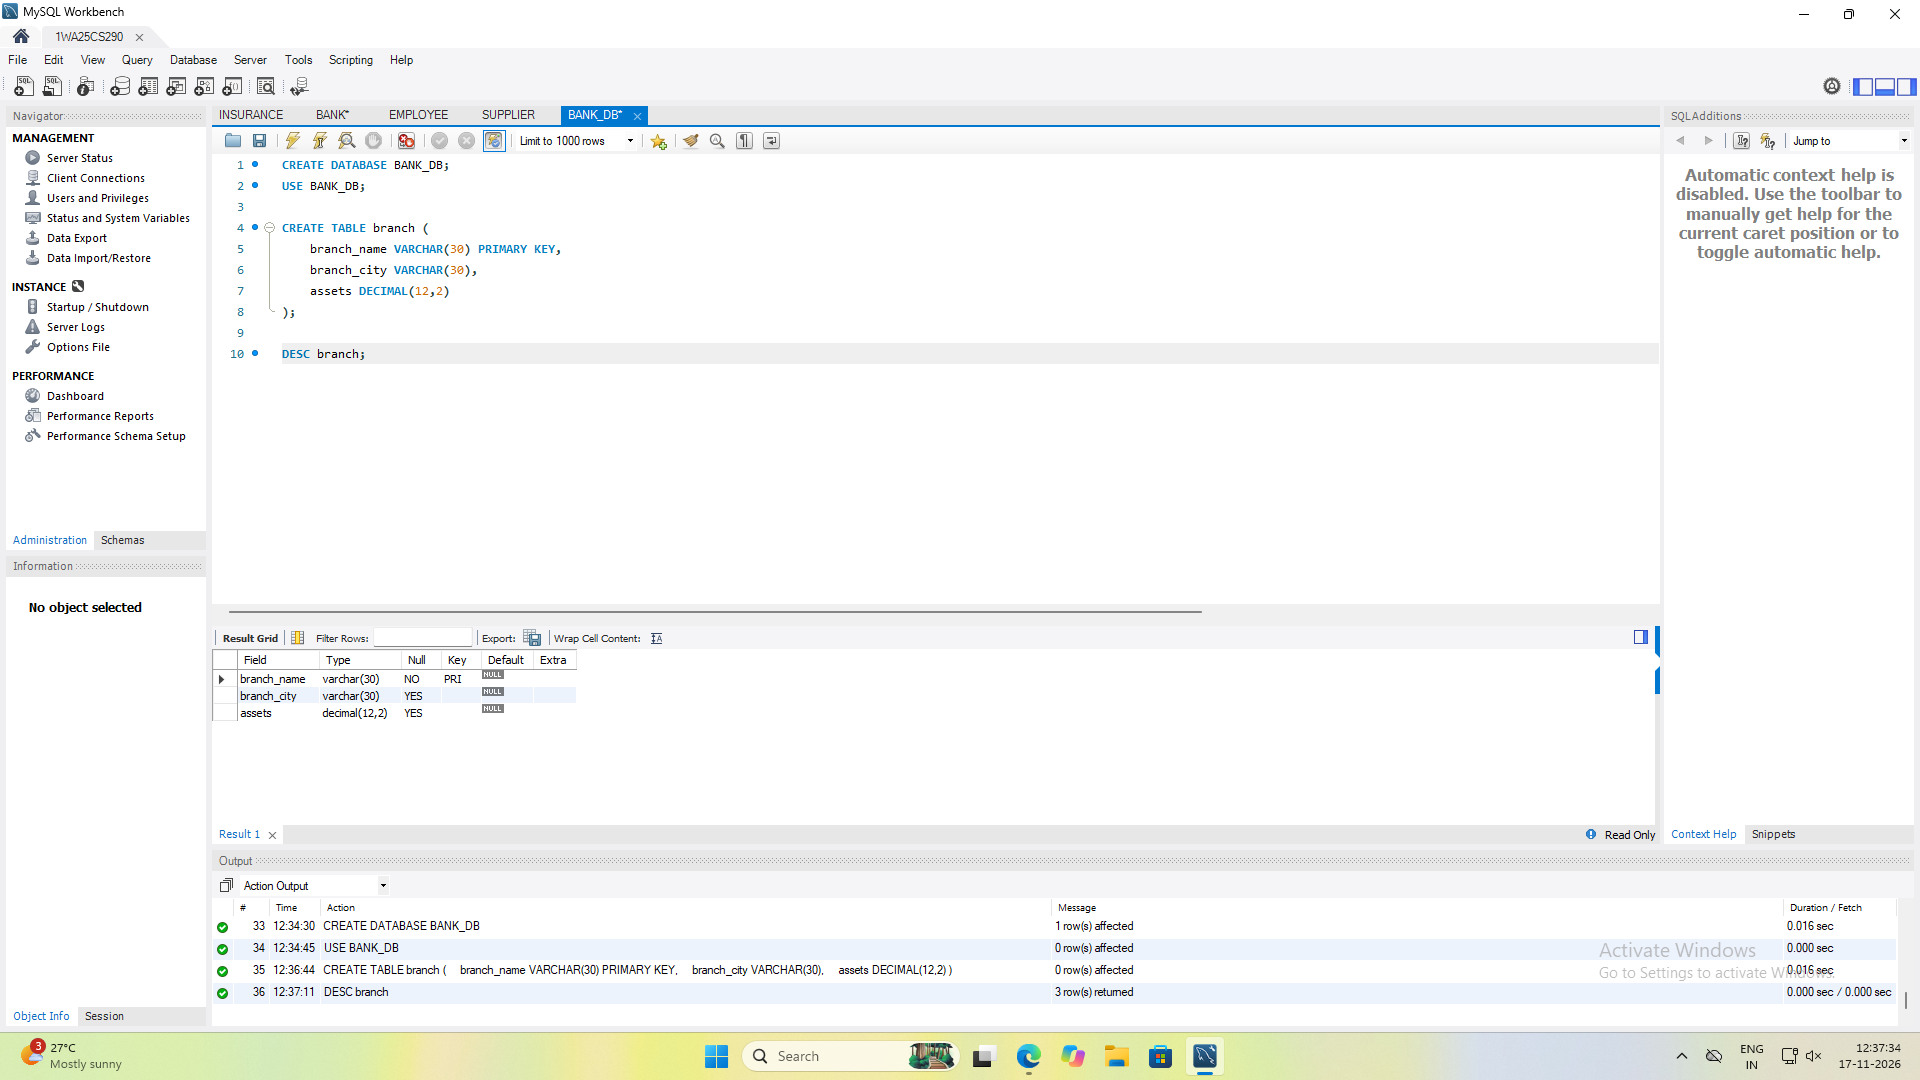 MySQL Workbench
1WA25CS290
File Edit View Query Database Server Tools Scripting Help
Navigator
MANAGEMENT
Server Status
Client Connections
Users and Privileges
Status and System Variables
Data Export
Data Import/Restore
INSTANCE
Startup / Shutdown
Server Logs
Options File
PERFORMANCE
Dashboard
Performance Reports
Performance Schema Setup
Administration Schemas
Information
No object selected
Object Info Session
INSURANCE BANK* EMPLOYEE SUPPLIER BANK_DB*
Limit to 1000 rows
1 CREATE DATABASE BANK_DB;
2 USE BANK_DB;
3
4 CREATE TABLE branch (
5 branch_name VARCHAR(30) PRIMARY KEY,
6 branch_city VARCHAR(30),
7 assets DECIMAL(12,2)
8 );
9
10 DESC branch;
Result Grid Filter Rows: Export: Wrap Cell Content:
Field Type Null Key Default Extra
branch_name varchar(30) NO PRI NULL
branch_city varchar(30) YES NULL
assets decimal(12,2) YES NULL
Result 1
Read Only
SQLAdditions
Jump to
Automatic context help is
disabled. Use the toolbar to
manually get help for the
current caret position or to
toggle automatic help.
Context Help Snippets
Output
Action Output
# Time Action Message Duration / Fetch
33 12:34:30 CREATE DATABASE BANK_DB 1 row(s) affected 0.016 sec
34 12:34:45 USE BANK_DB 0 row(s) affected 0.000 sec
35 12:36:44 CREATE TABLE branch ( branch_name VARCHAR(30) PRIMARY KEY, branch_city VARCHAR(30), assets DECIMAL(12,2) ) 0 row(s) affected 0.016 sec
36 12:37:11 DESC branch 3 row(s) returned 0.000 sec / 0.000 sec
Activate Windows
Go to Settings to activate Windows.
3
27°C
Mostly sunny
Search
ENG
IN
12:37:34
17-11-2026